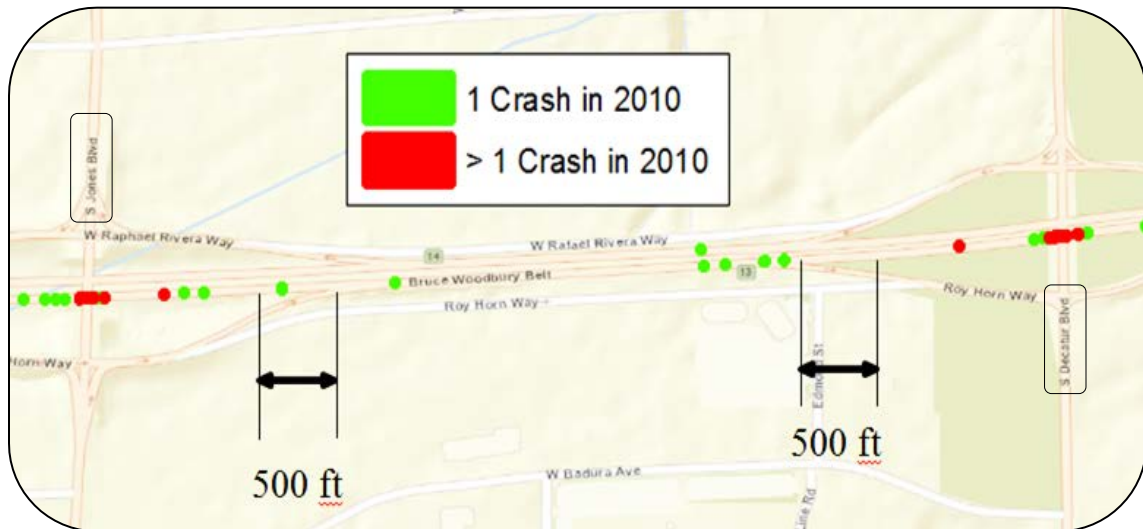 1 Crash in 2010
> 1 Crash in 2010
S Jones Blvd
W Raphael Rivera Way
W Rafael Rivera Way
14
Bruce Woodbury Belt
13
Roy Horn Way
Roy Horn Way
Horn Way
S Decatur Blvd
Edmond St
500 ft
500 ft
W Badura Ave
Line Rd